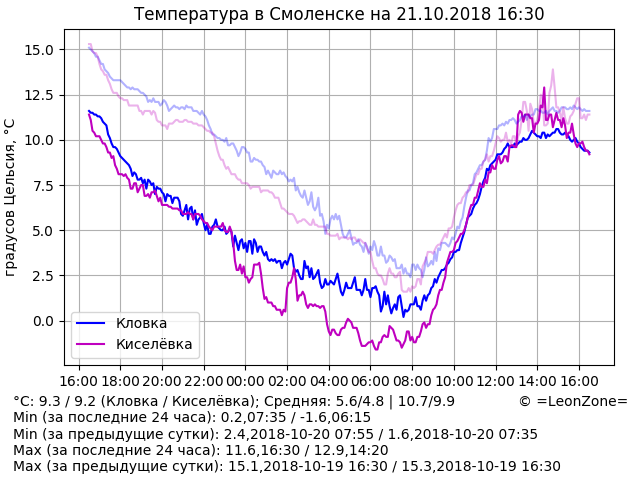 Температура в Смоленске на 21.10.2018 16:30
градусов Цельсия, °C
15.0
12.5
10.0
7.5
5.0
2.5
0.0
Кловка
Киселёвка
16:00 18:00 20:00 22:00 00:00 02:00 04:00 06:00 08:00 10:00 12:00 14:00 16:00
°C: 9.3 / 9.2 (Кловка / Киселёвка); Средняя: 5.6/4.8 | 10.7/9.9 © =LeonZone=
Min (за последние 24 часа): 0.2,07:35 / -1.6,06:15
Min (за предыдущие сутки): 2.4,2018-10-20 07:55 / 1.6,2018-10-20 07:35
Max (за последние 24 часа): 11.6,16:30 / 12.9,14:20
Max (за предыдущие сутки): 15.1,2018-10-19 16:30 / 15.3,2018-10-19 16:30